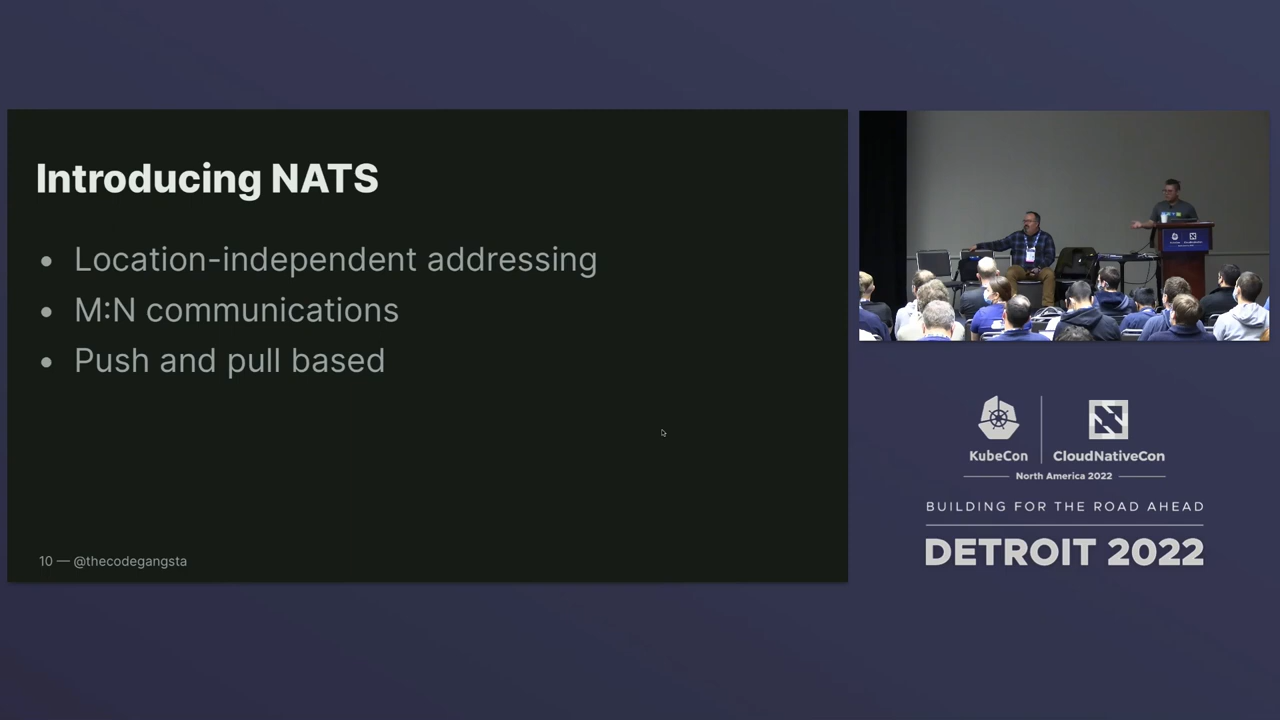 Introducing NATS
• Location-independent addressing
• M:N communications
• Push and pull based
10 — @thecodegangsta
KubeCon
CloudNativeCon
North America 2022
BUILDING FOR THE ROAD AHEAD
DETROIT 2022